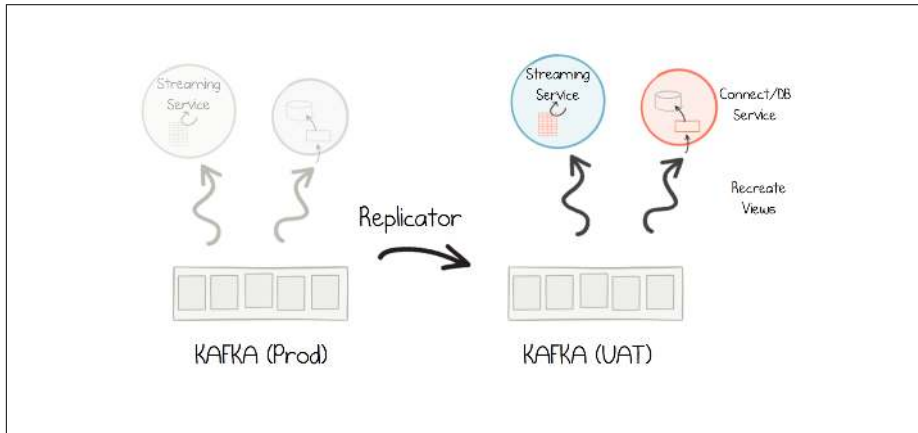 Streaming
Service
Streaming
Service
Connect/DB
Service
Recreate
Views
Replicator
KAFKA (Prod)
KAFKA (UAT)